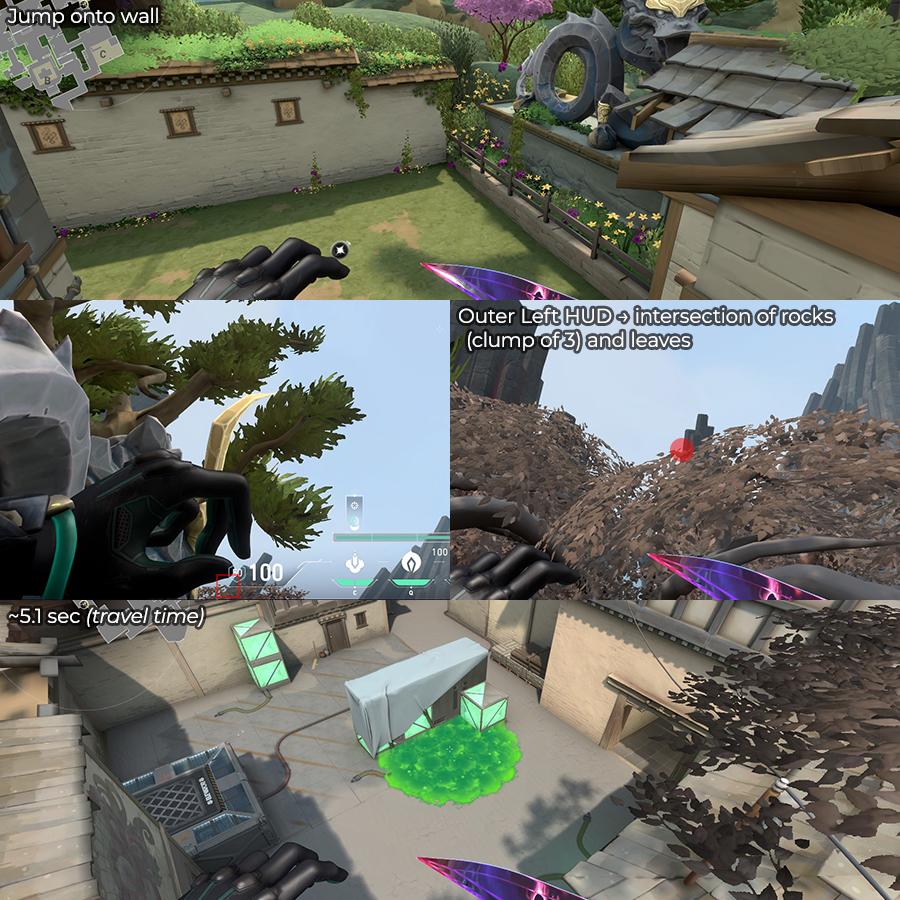 Jump onto wall
C
B
Outer Left HUD → intersection of rocks
(clump of 3) and leaves
100
100
C
Q
~5.1 sec (travel time)